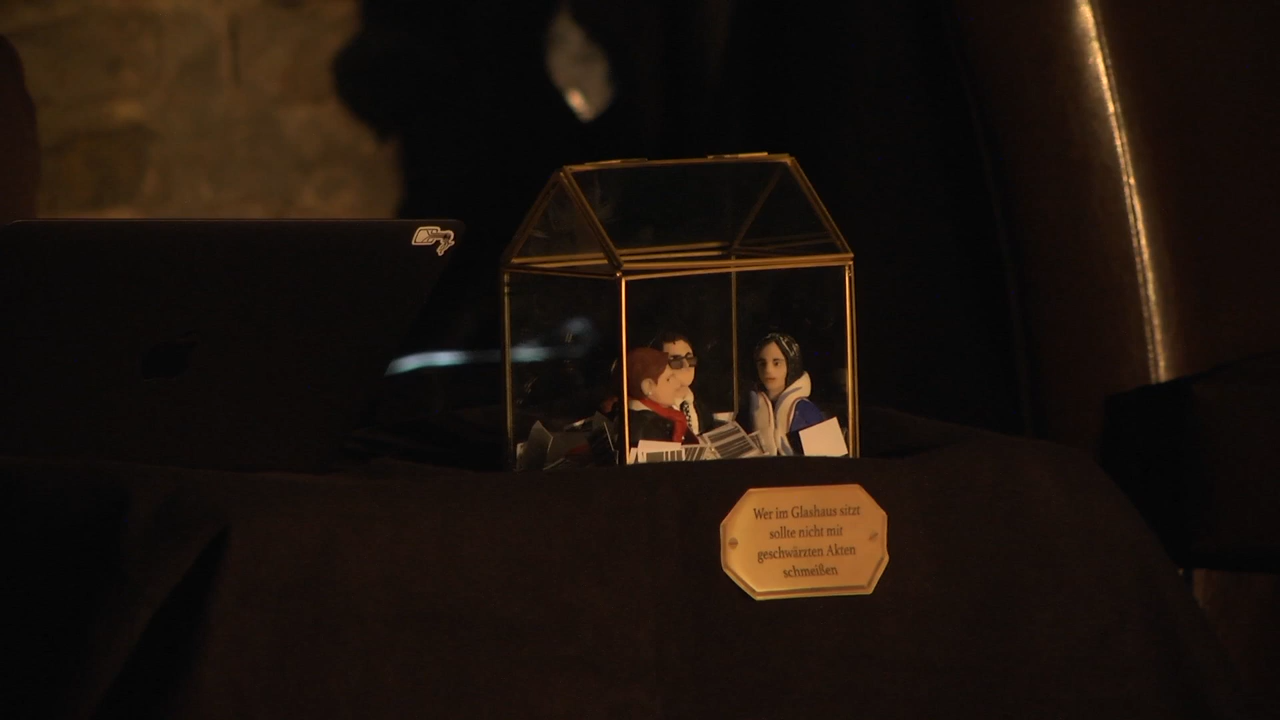 Wer im Glashaus sitzt
sollte nicht mit
geschwärzten Akten
schmeißen